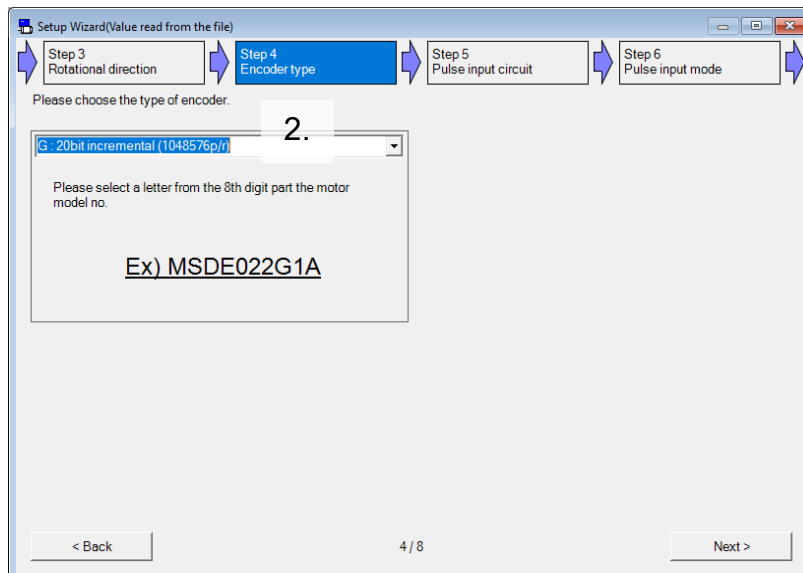 Setup Wizard(Value read from the file)
Step 3
Rotational direction
Step 4
Encoder type
Step 5
Pulse input circuit
Step 6
Pulse input mode
Please choose the type of encoder.
2.
G : 20bit incremental (1048576p/r)
Please select a letter from the 8th digit part the motor
model no.
Ex) MSDE022G1A
< Back
4 / 8
Next >